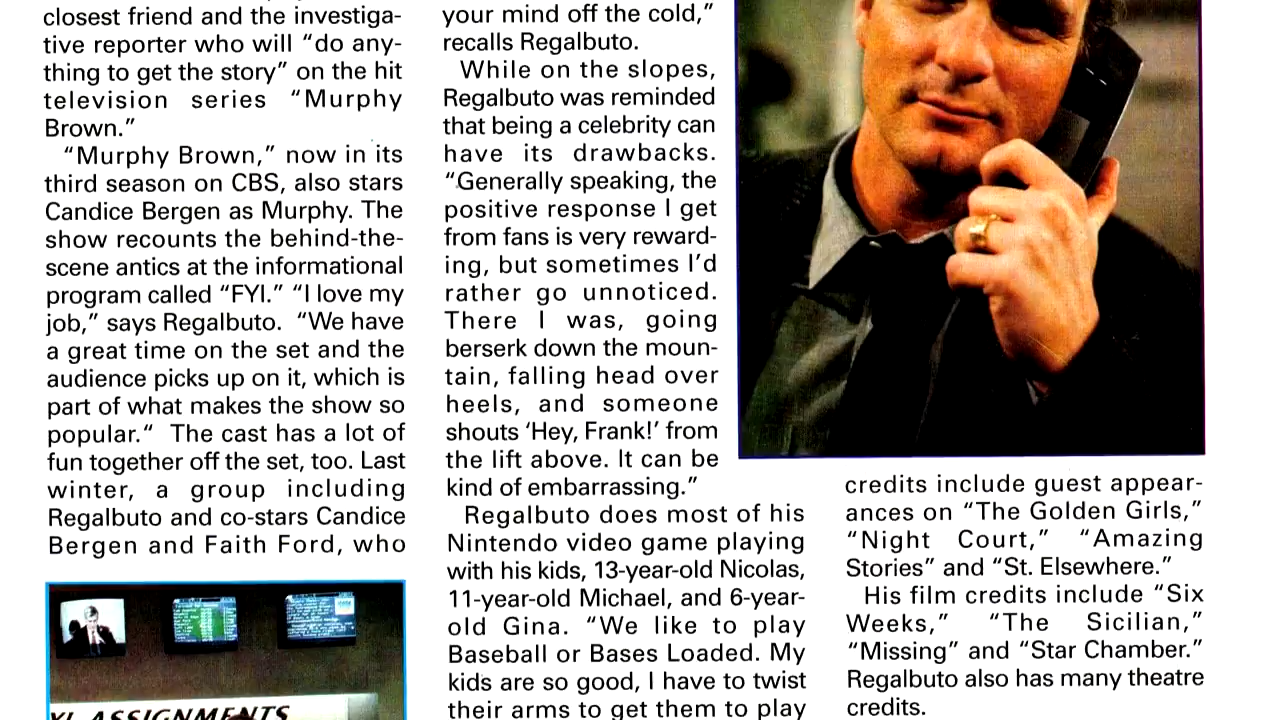 closest friend and the investiga-
tive reporter who will “do any-
thing to get the story” on the hit
television series “Murphy
Brown.”
“Murphy Brown,” now in its
third season on CBS, also stars
Candice Bergen as Murphy. The
show recounts the behind-the-
scene antics at the informational
program called “FYI.” “I love my
job,” says Regalbuto. “We have
a great time on the set and the
audience picks up on it, which is
part of what makes the show so
popular.“ The cast has a lot of
fun together off the set, too. Last
winter, a group including
Regalbuto and co-stars Candice
Bergen and Faith Ford, who
ASSIGNMENTS
your mind off the cold,”
recalls Regalbuto.
While on the slopes,
Regalbuto was reminded
that being a celebrity can
have its drawbacks.
“Generally speaking, the
positive response I get
from fans is very reward-
ing, but sometimes I’d
rather go unnoticed.
There I was, going
berserk down the moun-
tain, falling head over
heels, and someone
shouts ‘Hey, Frank!’ from
the lift above. It can be
kind of embarrassing.”
Regalbuto does most of his
Nintendo video game playing
with his kids, 13-year-old Nicolas,
11-year-old Michael, and 6-year-
old Gina. “We like to play
Baseball or Bases Loaded. My
kids are so good, I have to twist
their arms to get them to play
credits include guest appear-
ances on “The Golden Girls,”
“Night Court,” “Amazing
Stories” and “St. Elsewhere.”
His film credits include “Six
Weeks,” “The Sicilian,”
“Missing” and “Star Chamber.”
Regalbuto also has many theatre
credits.